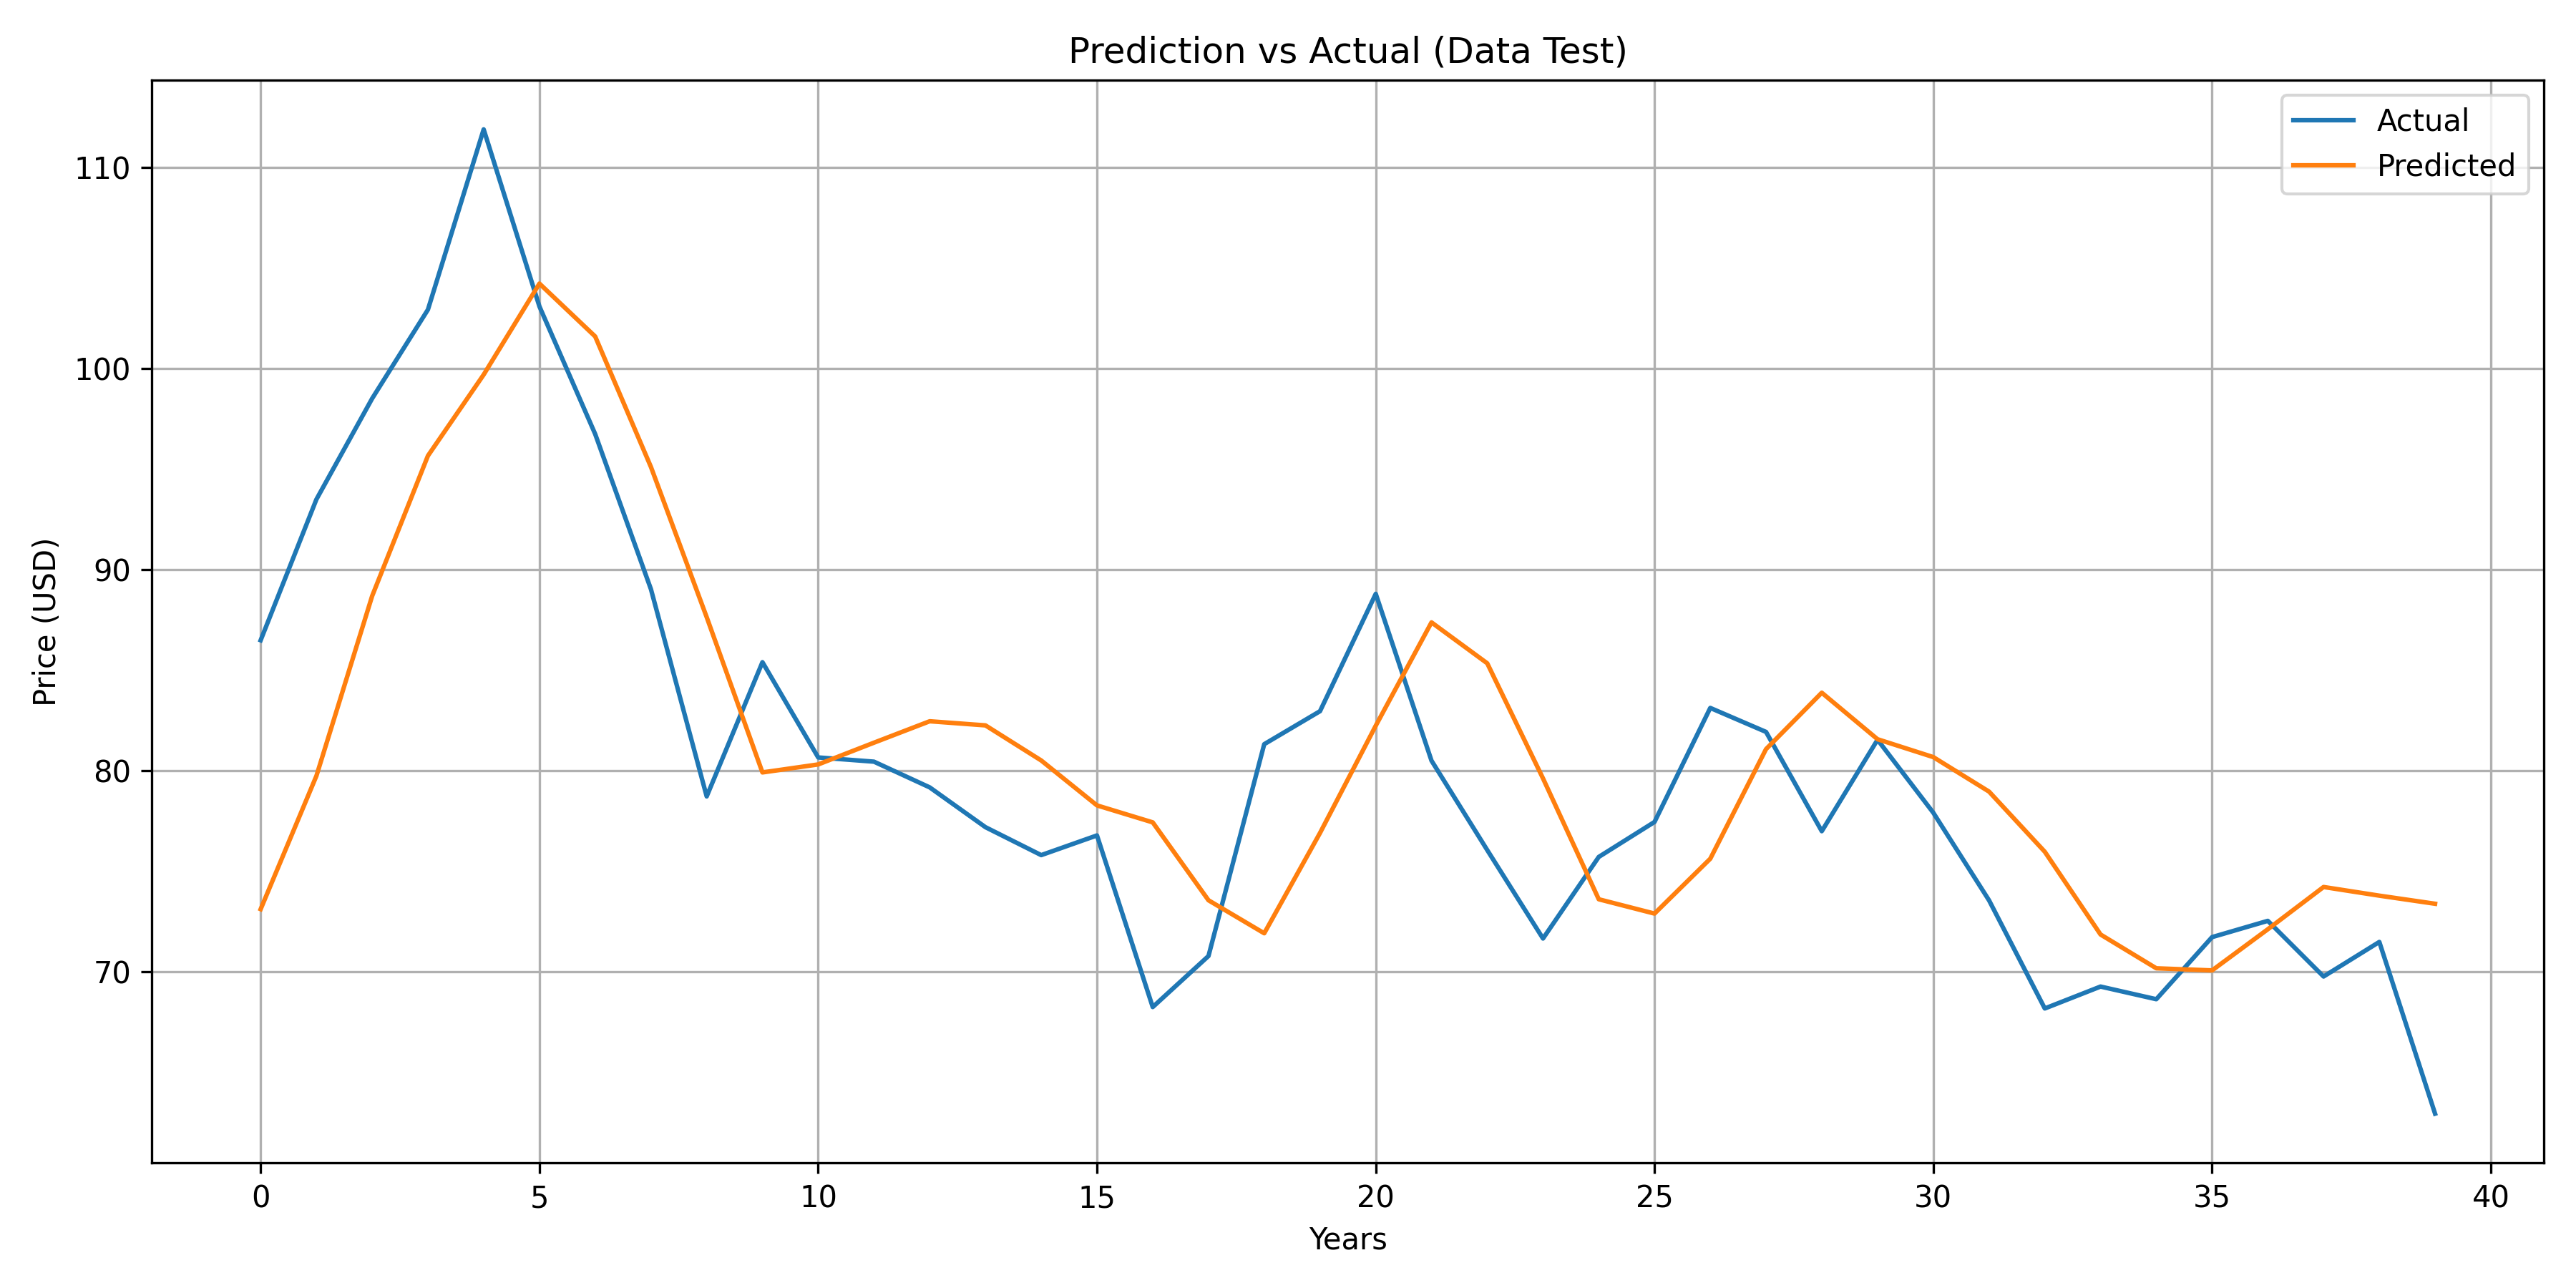 Prediction vs Actual (Data Test)
Actual
Predicted
110
100
90
80
70
Price (USD)
0 5 10 15 20 25 30 35 40
Years